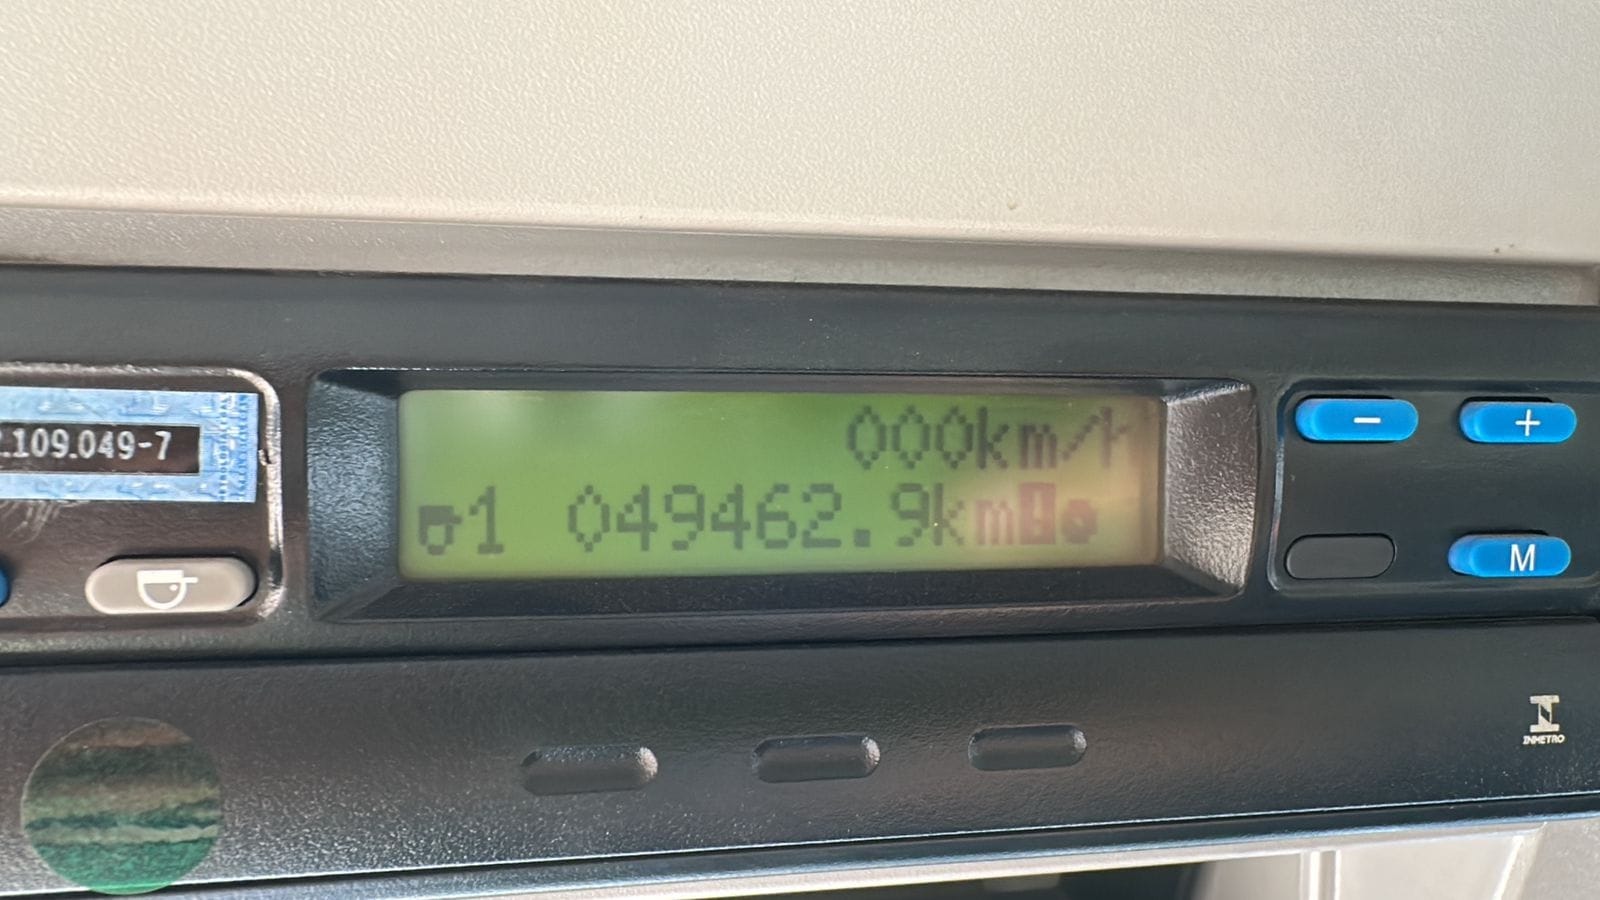 000km/h
.109.049-7
1 049462.9km
- +
M
INMETRO